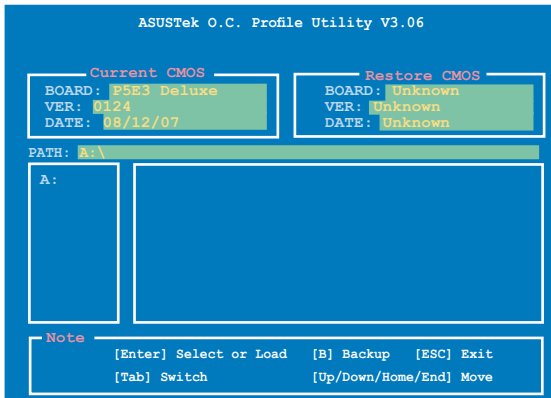 ASUSTek O.C. Profile Utility V3.06
Current CMOS
BOARD: P5E3 Deluxe
VER: 0124
DATE: 08/12/07
Restore CMOS
BOARD: Unknown
VER: Unknown
DATE: Unknown
PATH: A:\
A:
Note
[Enter] Select or Load [B] Backup [ESC] Exit
[Tab] Switch [Up/Down/Home/End] Move